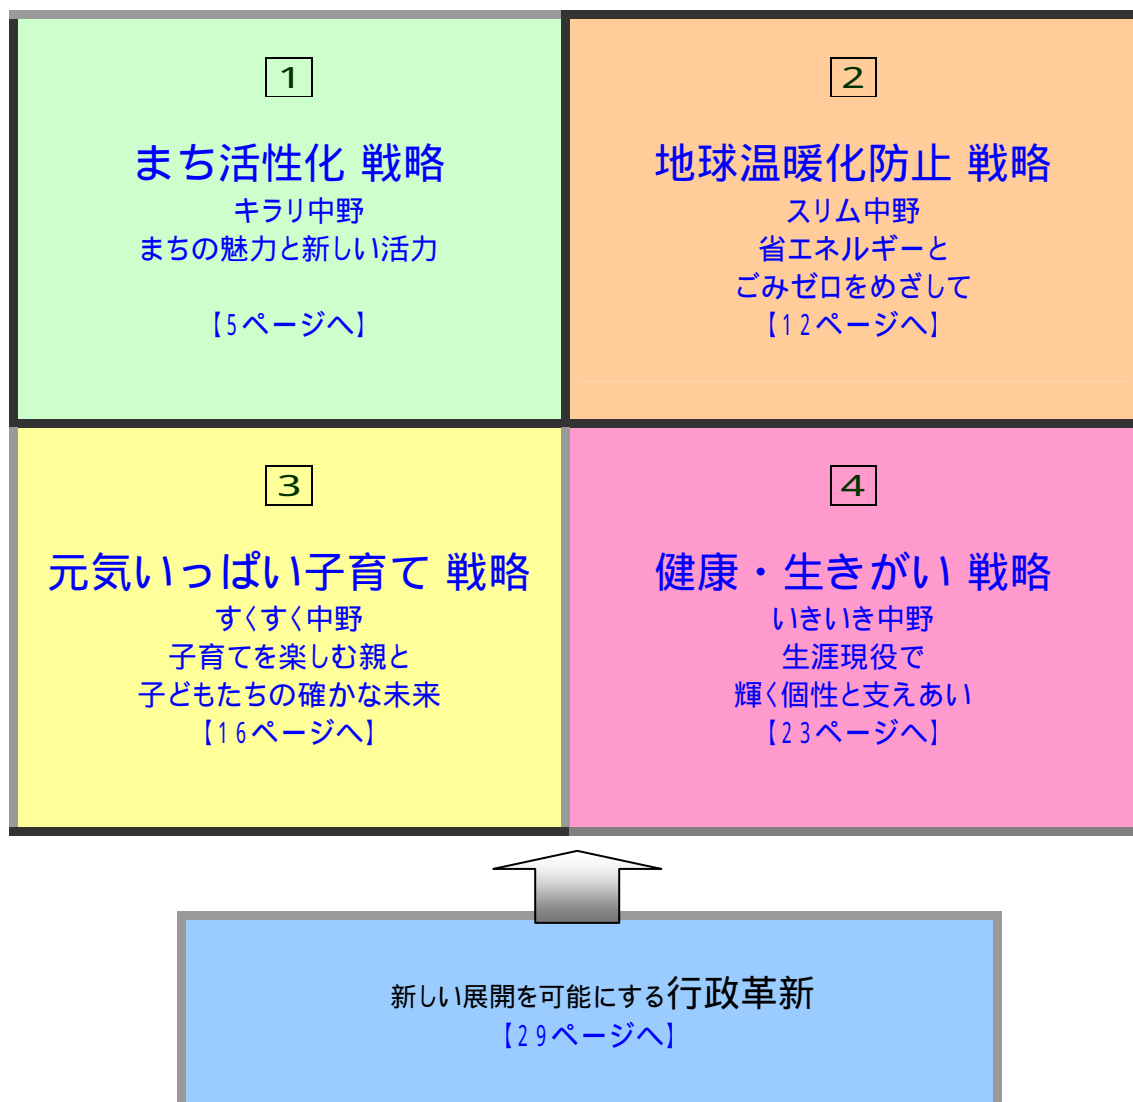 1
まち活性化 戦略
キラリ中野
まちの魅力と新しい活力
【5ページへ】
2
地球温暖化防止 戦略
スリム中野
省エネルギーと
ごみゼロをめざして
【12ページへ】
3
元気いっぱい子育て 戦略
すくすく中野
子育てを楽しむ親と
子どもたちの確かな未来
【16ページへ】
4
健康・生きがい 戦略
いきいき中野
生涯現役で
輝く個性と支えあい
【23ページへ】
新しい展開を可能にする行政革新
【29ページへ】